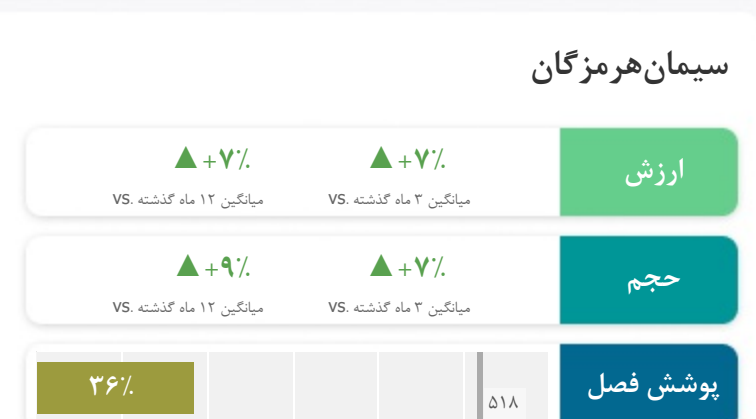 سیمان‌هرمزگان
ارزش
▲+۷٪ ▲+۷٪
میانگین ۳ ماه گذشته .VS میانگین ۱۲ ماه گذشته .VS
حجم
▲+۷٪ ▲+۹٪
میانگین ۳ ماه گذشته .VS میانگین ۱۲ ماه گذشته .VS
پوشش فصل
۳۶٪
۵۱۸